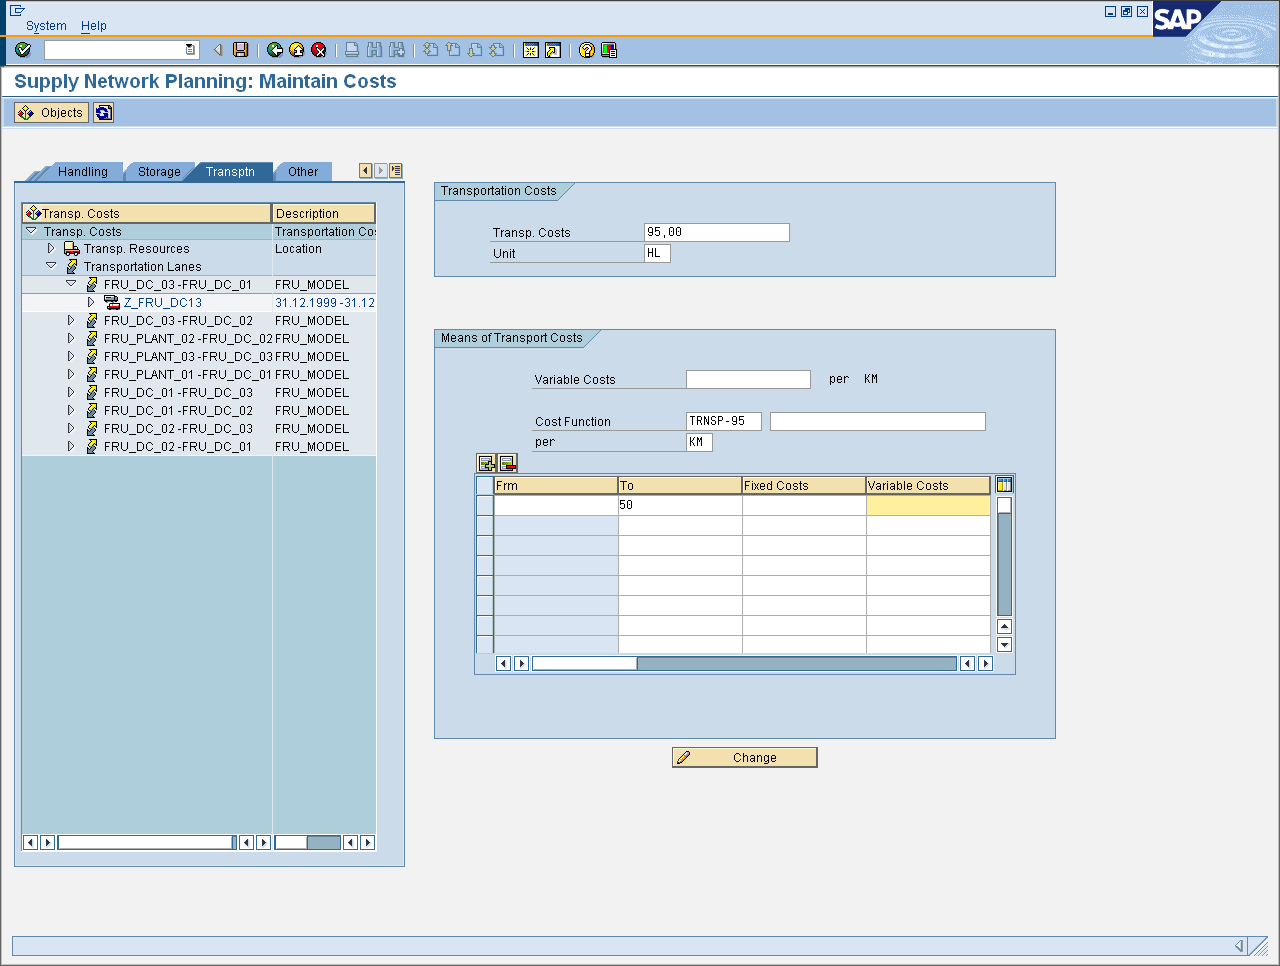 System Help
SAP
Supply Network Planning: Maintain Costs
Objects
Handling Storage Transptn Other
Transp. Costs Description
Transp. Costs Transportation Co
Transp. Resources Location
Transportation Lanes
FRU_DC_03 -FRU_DC_01 FRU_MODEL
Z_FRU_DC13 31.12.1999 -31.12
FRU_DC_03 -FRU_DC_02 FRU_MODEL
FRU_PLANT_02 -FRU_DC_02 FRU_MODEL
FRU_PLANT_03 -FRU_DC_03 FRU_MODEL
FRU_PLANT_01 -FRU_DC_01 FRU_MODEL
FRU_DC_01 -FRU_DC_03 FRU_MODEL
FRU_DC_01 -FRU_DC_02 FRU_MODEL
FRU_DC_02 -FRU_DC_03 FRU_MODEL
FRU_DC_02 -FRU_DC_01 FRU_MODEL
Transportation Costs
Transp. Costs 95,00
Unit HL
Means of Transport Costs
Variable Costs per KM
Cost Function TRNSP-95
per KM
Frm To Fixed Costs Variable Costs
50
Change